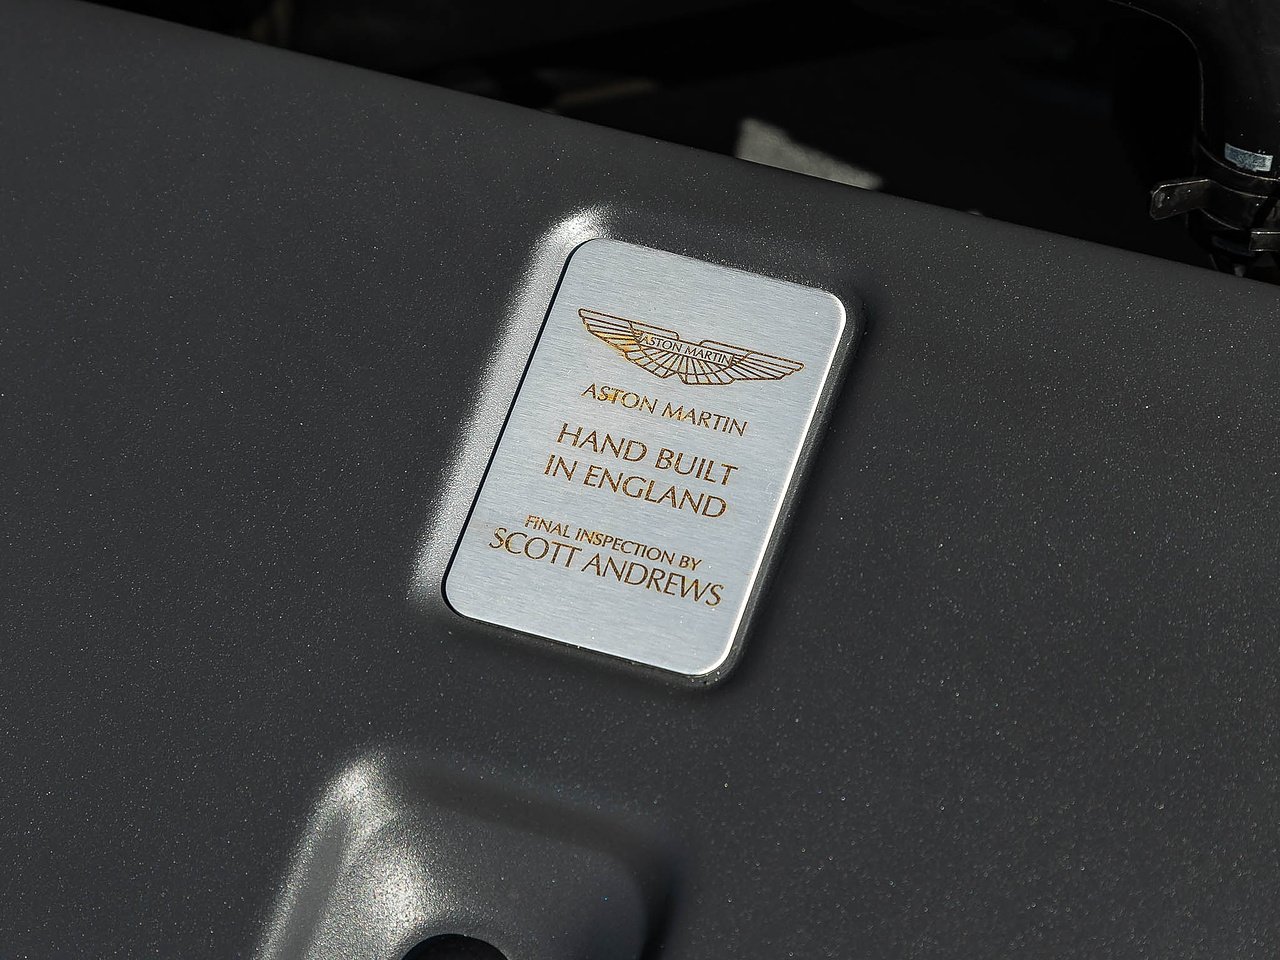 ASTON MARTIN
ASTON MARTIN
HAND BUILT
IN ENGLAND
FINAL INSPECTION BY
SCOTT ANDREWS